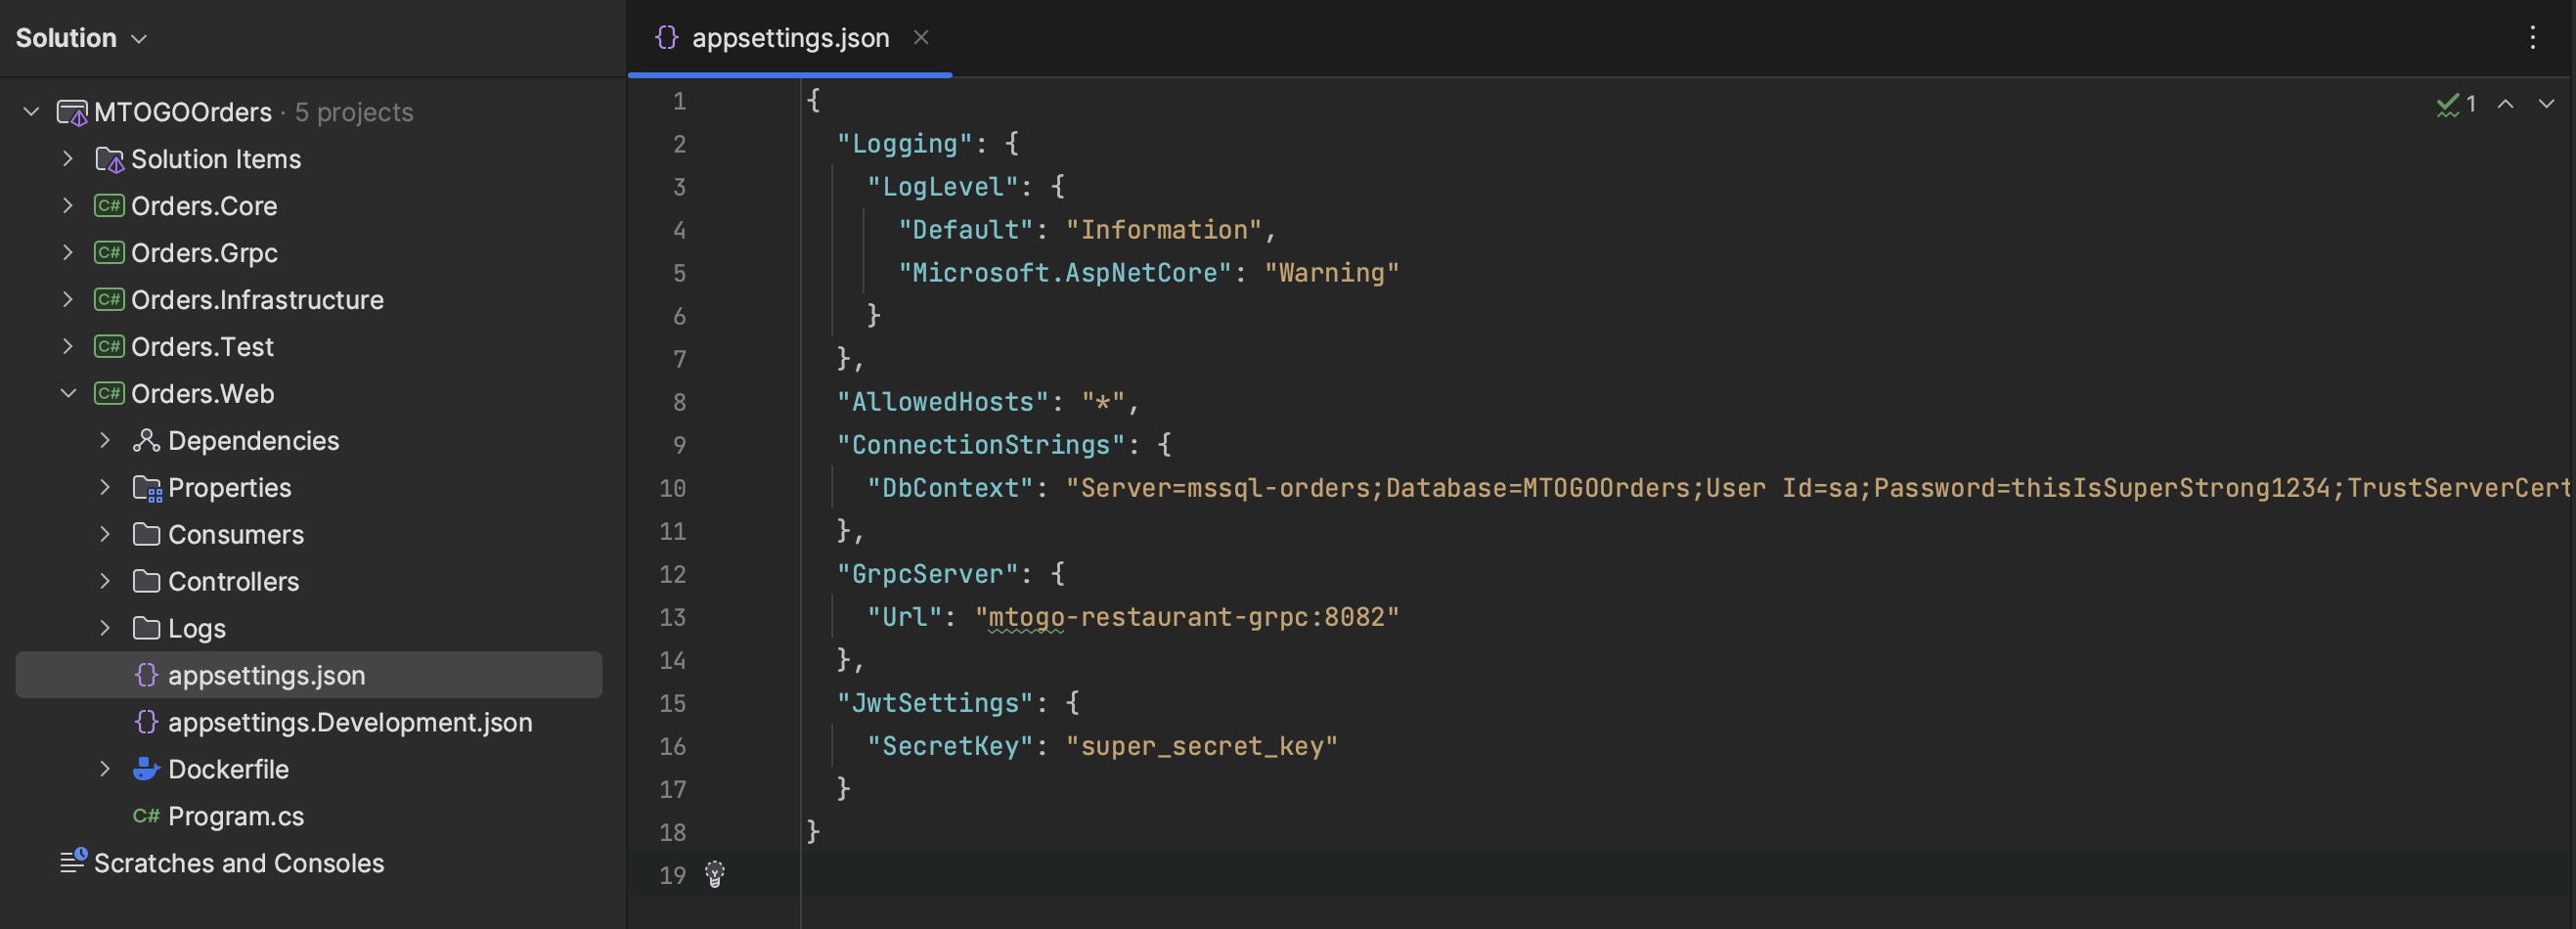 Solution
MTOGOOrders · 5 projects
Solution Items
C# Orders.Core
C# Orders.Grpc
C# Orders.Infrastructure
C# Orders.Test
C# Orders.Web
Dependencies
Properties
Consumers
Controllers
Logs
{} appsettings.json
{} appsettings.Development.json
Dockerfile
C# Program.cs
Scratches and Consoles
{} appsettings.json
1
1 {
2 "Logging": {
3 "LogLevel": {
4 "Default": "Information",
5 "Microsoft.AspNetCore": "Warning"
6 }
7 },
8 "AllowedHosts": "*",
9 "ConnectionStrings": {
10 "DbContext": "Server=mssql-orders;Database=MTOGOOrders;User Id=sa;Password=thisIsSuperStrong1234;TrustServerCert
11 },
12 "GrpcServer": {
13 "Url": "mtogo-restaurant-grpc:8082"
14 },
15 "JwtSettings": {
16 "SecretKey": "super_secret_key"
17 }
18 }
19